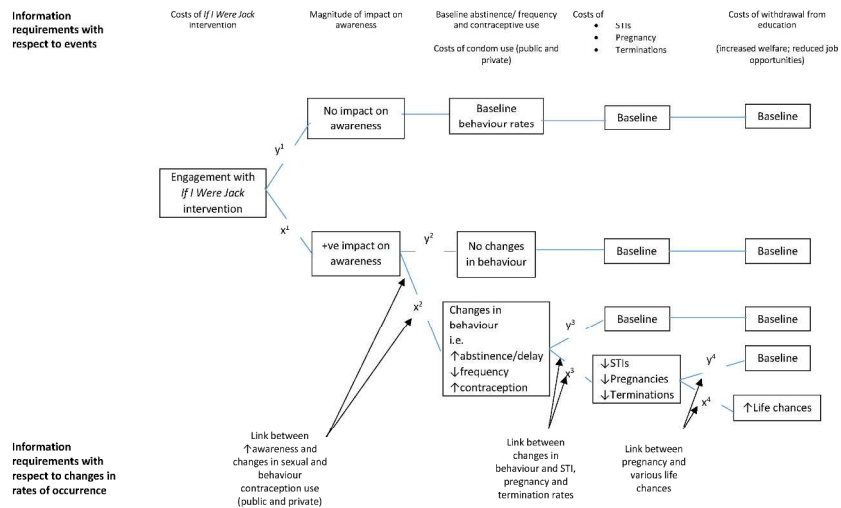 Information
requirements with
respect to events
Costs of If I Were Jack
intervention
Magnitude of impact on
awareness
Baseline abstinence/ frequency
and contraceptive use
Costs of condom use (public and
private)
Costs of
• STIs
• Pregnancy
• Terminations
Costs of withdrawal from
education
(increased welfare; reduced job
opportunities)
No impact on
awareness
Baseline
behaviour rates
Baseline
Baseline
y¹
Engagement with
If I Were Jack
intervention
x¹
+ve impact on
awareness
y²
No changes
in behaviour
Baseline
Baseline
x²
Changes in
behaviour
i.e.
↑abstinence/delay
↓frequency
↑contraception
y³
Baseline
Baseline
x³
↓STIs
↓Pregnancies
↓Terminations
y⁴
Baseline
x⁴
↑Life chances
Information
requirements with
respect to changes in
rates of occurrence
Link between
↑awareness and
changes in sexual and
behaviour
contraception use
(public and private)
Link between
changes in
behaviour and STI,
pregnancy and
termination rates
Link between
pregnancy and
various life
chances